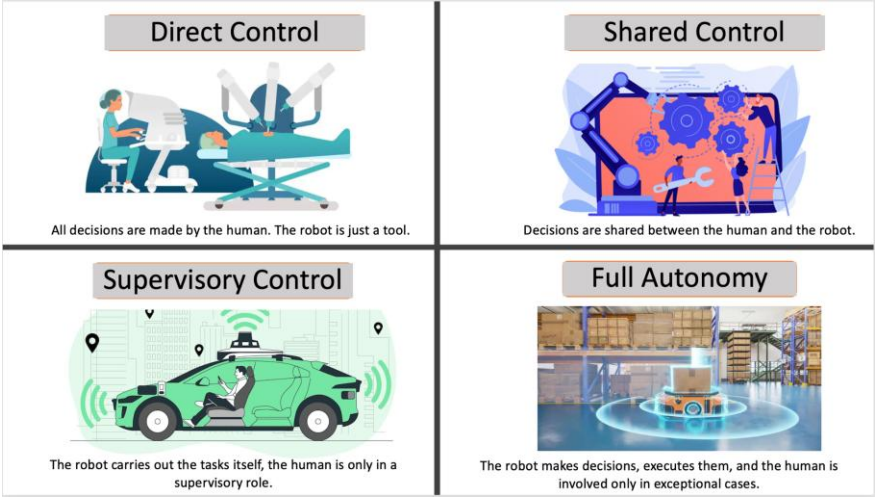 Direct Control
All decisions are made by the human. The robot is just a tool.
Shared Control
Decisions are shared between the human and the robot.
Supervisory Control
The robot carries out the tasks itself, the human is only in a
supervisory role.
Full Autonomy
The robot makes decisions, executes them, and the human is
involved only in exceptional cases.